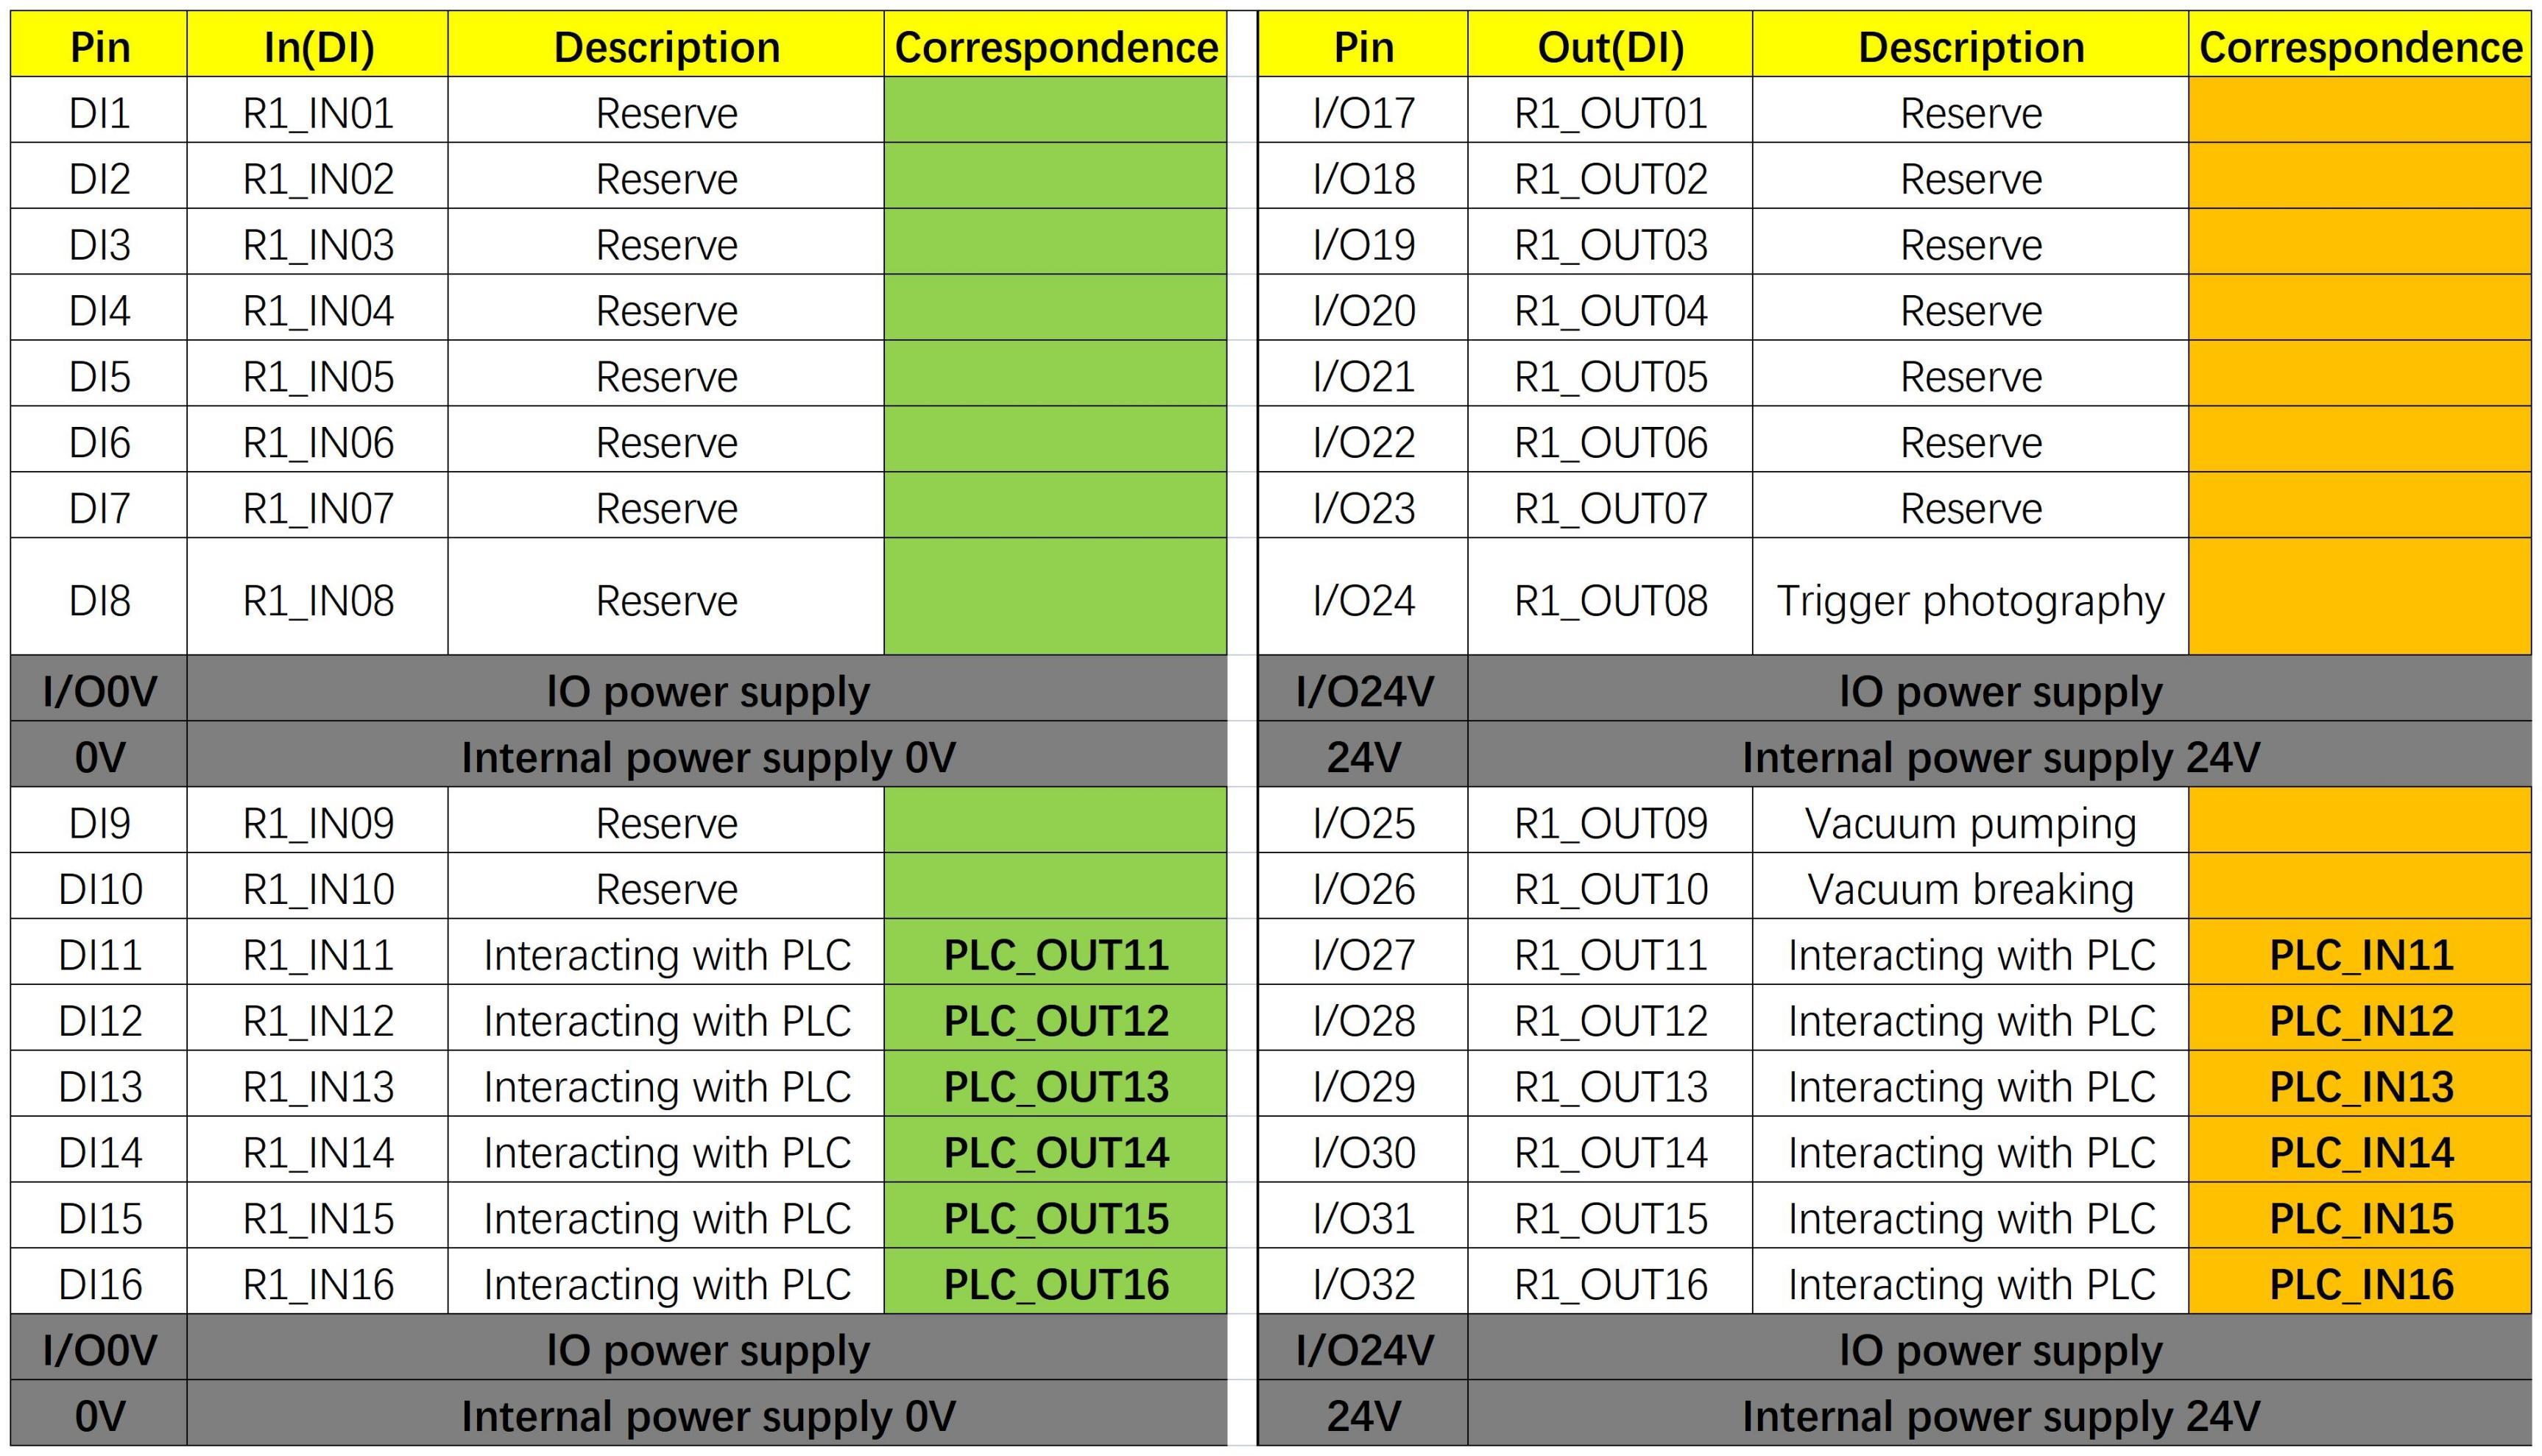 Pin In(DI) Description Correspondence Pin Out(DI) Description Correspondence
DI1 R1_IN01 Reserve I/O17 R1_OUT01 Reserve
DI2 R1_IN02 Reserve I/O18 R1_OUT02 Reserve
DI3 R1_IN03 Reserve I/O19 R1_OUT03 Reserve
DI4 R1_IN04 Reserve I/O20 R1_OUT04 Reserve
DI5 R1_IN05 Reserve I/O21 R1_OUT05 Reserve
DI6 R1_IN06 Reserve I/O22 R1_OUT06 Reserve
DI7 R1_IN07 Reserve I/O23 R1_OUT07 Reserve
DI8 R1_IN08 Reserve I/O24 R1_OUT08 Trigger photography
I/O0V lO power supply I/O24V lO power supply
0V Internal power supply 0V 24V Internal power supply 24V
DI9 R1_IN09 Reserve I/O25 R1_OUT09 Vacuum pumping
DI10 R1_IN10 Reserve I/O26 R1_OUT10 Vacuum breaking
DI11 R1_IN11 Interacting with PLC PLC_OUT11 I/O27 R1_OUT11 Interacting with PLC PLC_IN11
DI12 R1_IN12 Interacting with PLC PLC_OUT12 I/O28 R1_OUT12 Interacting with PLC PLC_IN12
DI13 R1_IN13 Interacting with PLC PLC_OUT13 I/O29 R1_OUT13 Interacting with PLC PLC_IN13
DI14 R1_IN14 Interacting with PLC PLC_OUT14 I/O30 R1_OUT14 Interacting with PLC PLC_IN14
DI15 R1_IN15 Interacting with PLC PLC_OUT15 I/O31 R1_OUT15 Interacting with PLC PLC_IN15
DI16 R1_IN16 Interacting with PLC PLC_OUT16 I/O32 R1_OUT16 Interacting with PLC PLC_IN16
I/O0V lO power supply I/O24V lO power supply
0V Internal power supply 0V 24V Internal power supply 24V